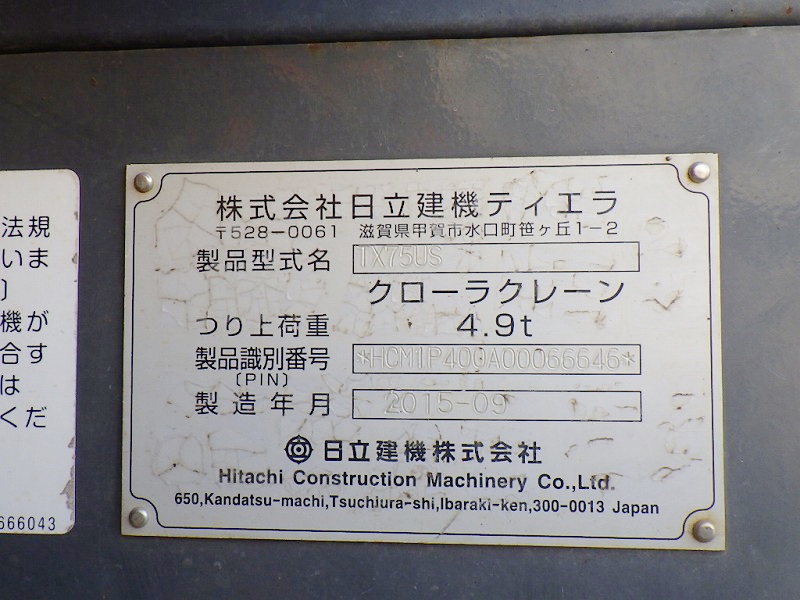 法規
いま
)
機が
合す
は
くだ
666043
株式会社日立建機ティエラ
〒528-0061 滋賀県甲賀市水口町笹ヶ丘1-2
製品型式名 TX75US
クローラクレーン
つり上荷重 4.9t
製品識別番号 *HCM1P400A00066646*
(PIN)
製造年月 2015-09
日立建機株式会社
Hitachi Construction Machinery Co.,Ltd.
650,Kandatsu-machi,Tsuchiura-shi,Ibaraki-ken,300-0013 Japan